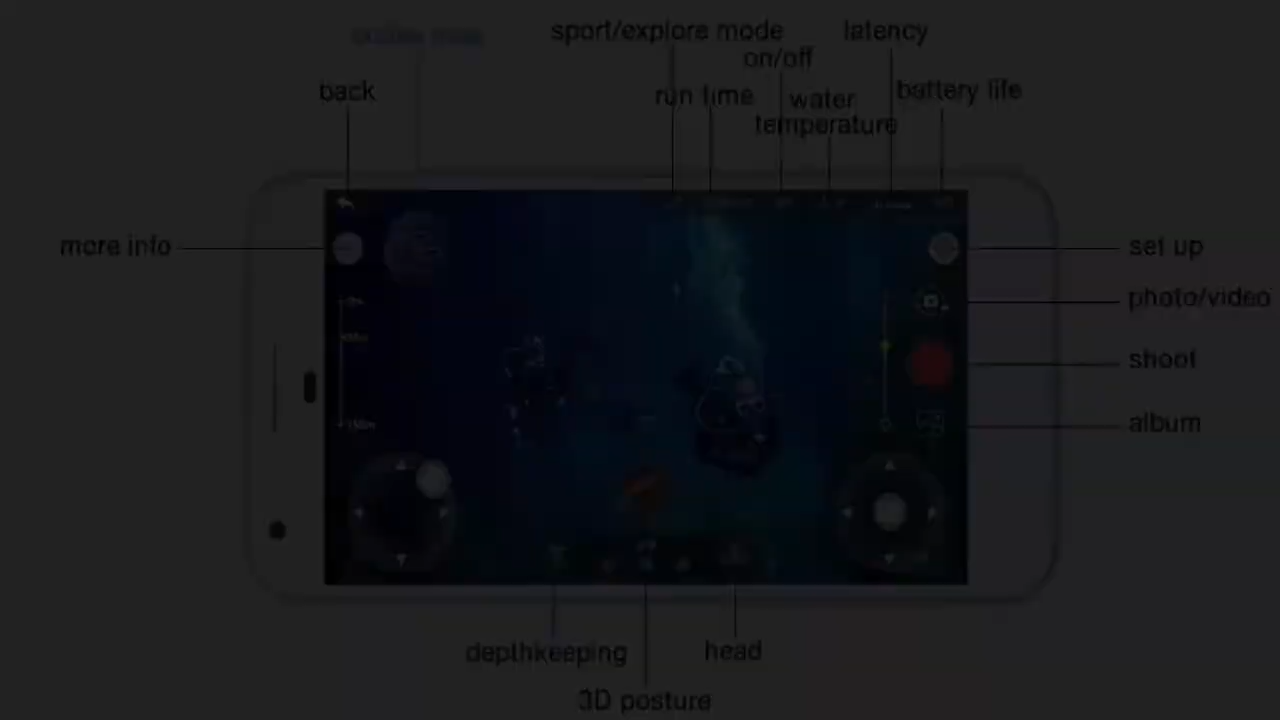 sport/explore mode
latency
on/off
back
run time
water
temperature
battery life
more info
set up
photo/video
shoot
album
depthkeeping
head
3D posture